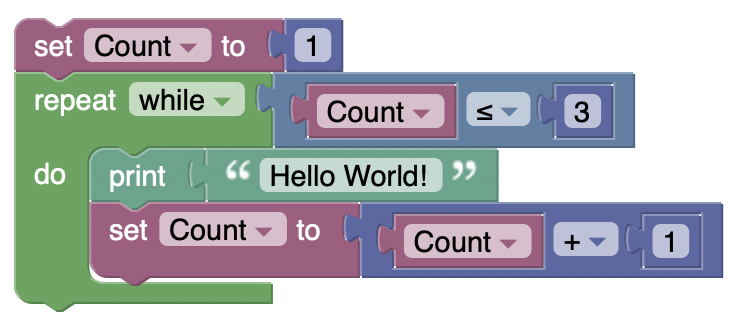 set Count to 1
repeat while Count ≤ 3
do print “ Hello World! ”
set Count to Count + 1